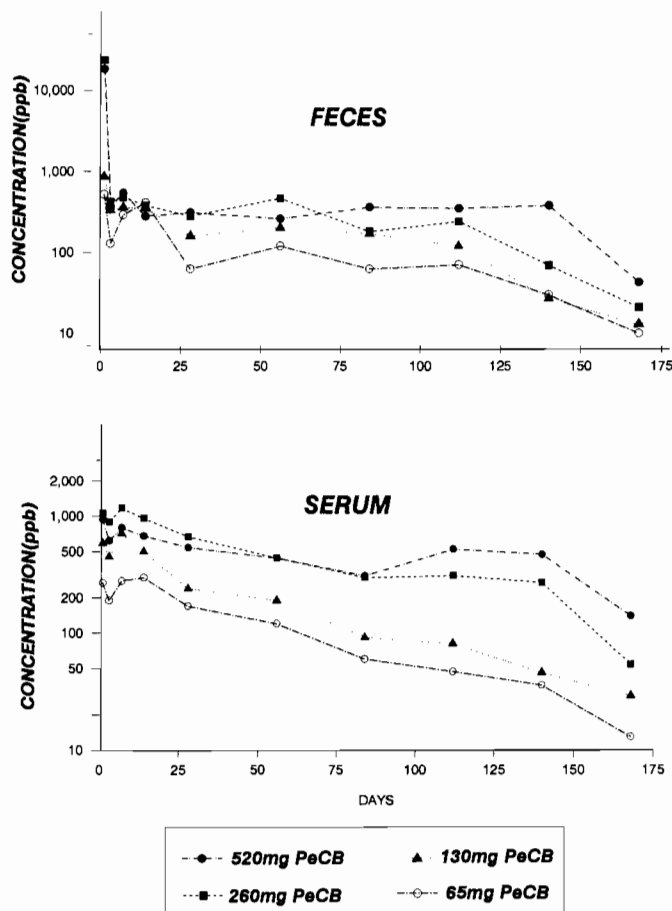 CONCENTRATION(ppb)
10,000
1,000
100
10
FECES
0 25 50 75 100 125 150 175
CONCENTRATION(ppb)
2,000
1,000
500
200
100
50
10
SERUM
0 25 50 75 100 125 150 175
DAYS
520mg PeCB
130mg PeCB
260mg PeCB
65mg PeCB